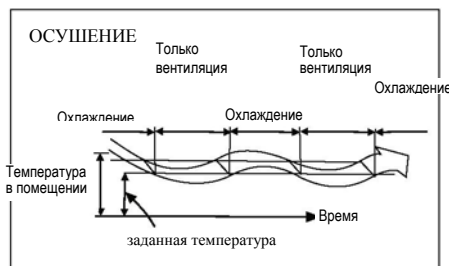 ОСУШЕНИЕ
Только
вентиляция
Только
вентиляция
Охлаждение
Охлаждение
Охлаждение
Температура
в помещении
Время
заданная температура